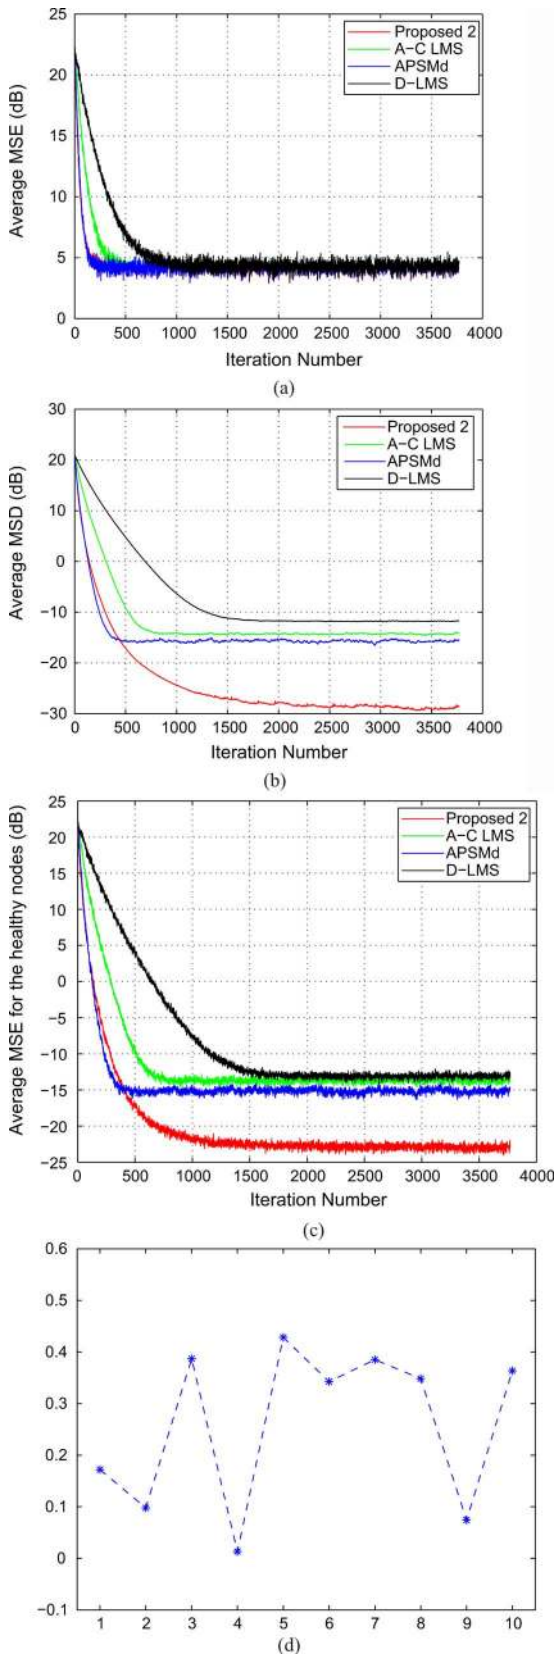 25
20
15
10
5
0
0 500 1000 1500 2000 2500 3000 3500 4000
Average MSE (dB)
Iteration Number
Proposed 2
A−C LMS
APSMd
D−LMS
(a)
30
20
10
0
−10
−20
−30
0 500 1000 1500 2000 2500 3000 3500 4000
Average MSD (dB)
Iteration Number
Proposed 2
A−C LMS
APSMd
D−LMS
(b)
25
20
15
10
5
0
−5
−10
−15
−20
−25
0 500 1000 1500 2000 2500 3000 3500 4000
Average MSE for the healthy nodes (dB)
Iteration Number
Proposed 2
A−C LMS
APSMd
D−LMS
(c)
0.6
0.5
0.4
0.3
0.2
0.1
0
−0.1
1 2 3 4 5 6 7 8 9 10
(d)